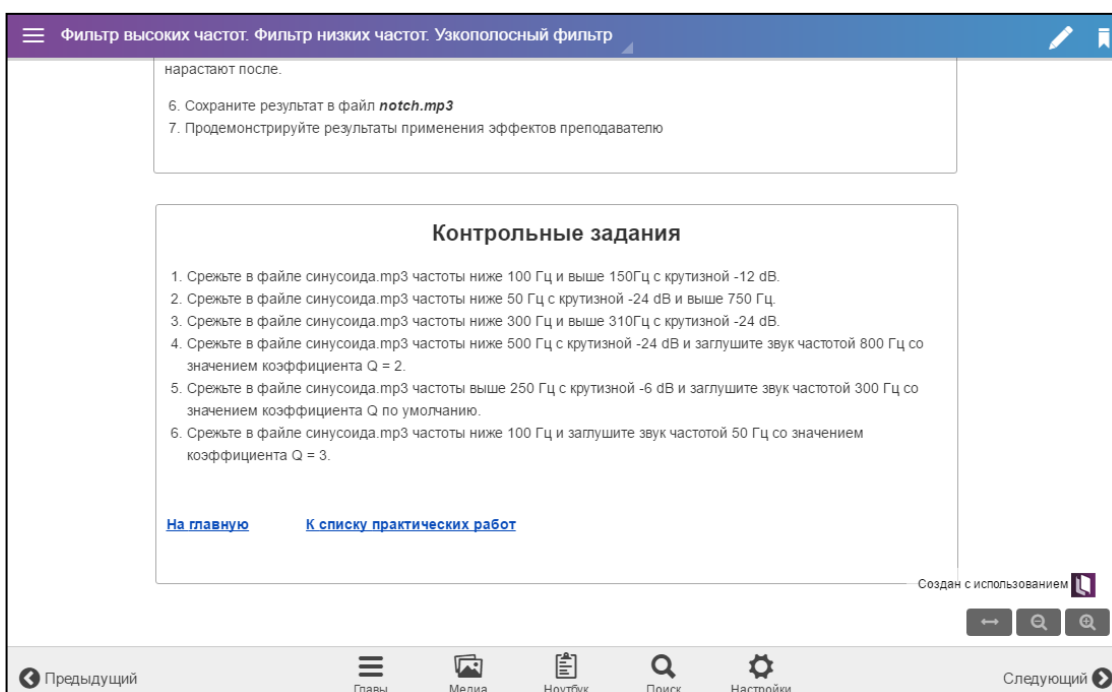 Фильтр высоких частот. Фильтр низких частот. Узкополосный фильтр
нарастают после.
6. Сохраните результат в файл notch.mp3
7. Продемонстрируйте результаты применения эффектов преподавателю
Контрольные задания
1. Срежьте в файле синусоида.mp3 частоты ниже 100 Гц и выше 150Гц с крутизной -12 dB.
2. Срежьте в файле синусоида.mp3 частоты ниже 50 Гц с крутизной -24 dB и выше 750 Гц.
3. Срежьте в файле синусоида.mp3 частоты ниже 300 Гц и выше 310Гц с крутизной -24 dB.
4. Срежьте в файле синусоида.mp3 частоты ниже 500 Гц с крутизной -24 dB и заглушите звук частотой 800 Гц со
значением коэффициента Q = 2.
5. Срежьте в файле синусоида.mp3 частоты выше 250 Гц с крутизной -6 dB и заглушите звук частотой 300 Гц со
значением коэффициента Q по умолчанию.
6. Срежьте в файле синусоида.mp3 частоты ниже 100 Гц и заглушите звук частотой 50 Гц со значением
коэффициента Q = 3.
На главную К списку практических работ
Создан с использованием
Предыдущий Главы Медиа Ноутбук Поиск Настройки Следующий